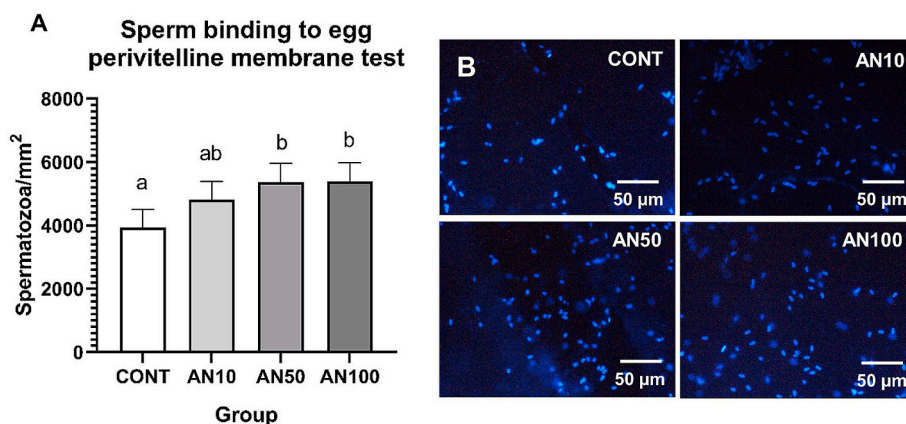 A
Sperm binding to egg
perivitelline membrane test
Spermatozoa/mm²
8000
6000
4000
2000
0
a
ab
b
b
CONT AN10 AN50 AN100
Group
B
CONT
50 µm
AN10
50 µm
AN50
50 µm
AN100
50 µm